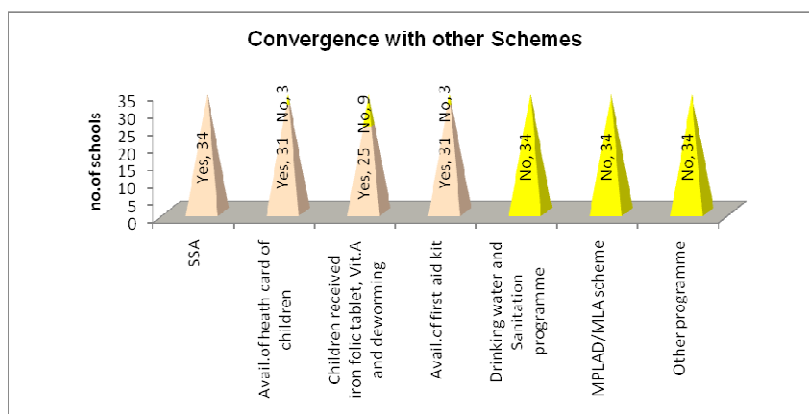 Convergence with other Schemes
no.of schools
35
30
25
20
15
10
5
0
Yes, 34
Yes, 31
No, 3
Yes, 25
No, 9
Yes, 31
No, 3
No, 34
No, 34
No, 34
SSA
Avail.of heath card of
children
Children received
iron folic tablet, Vit.A
and deworming
Avail.cf first aid kit
Drinking water and
Sanitation
programme
MPLAD/MLA scheme
Other programme